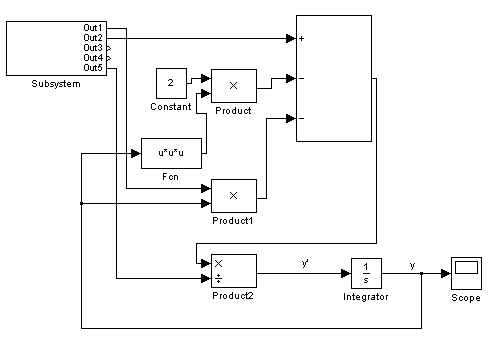 Out1
Out2
Out3
Out4
Out5
Subsystem
+
−
−
2
Constant
×
Product
u*u*u
Fcn
×
Product1
×
÷
Product2
y'
1
s
Integrator
y
Scope